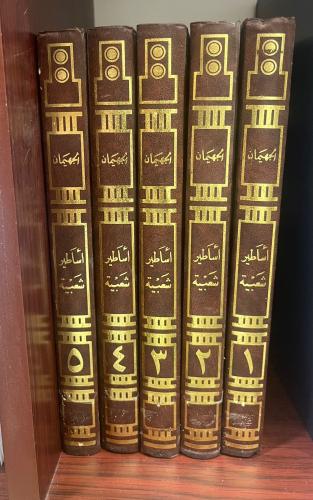 الجهيمان
أساطير
شعبية
١
الجهيمان
أساطير
شعبية
٢
الجهيمان
أساطير
شعبية
٣
الجهيمان
أساطير
شعبية
٤
الجهيمان
أساطير
شعبية
٥